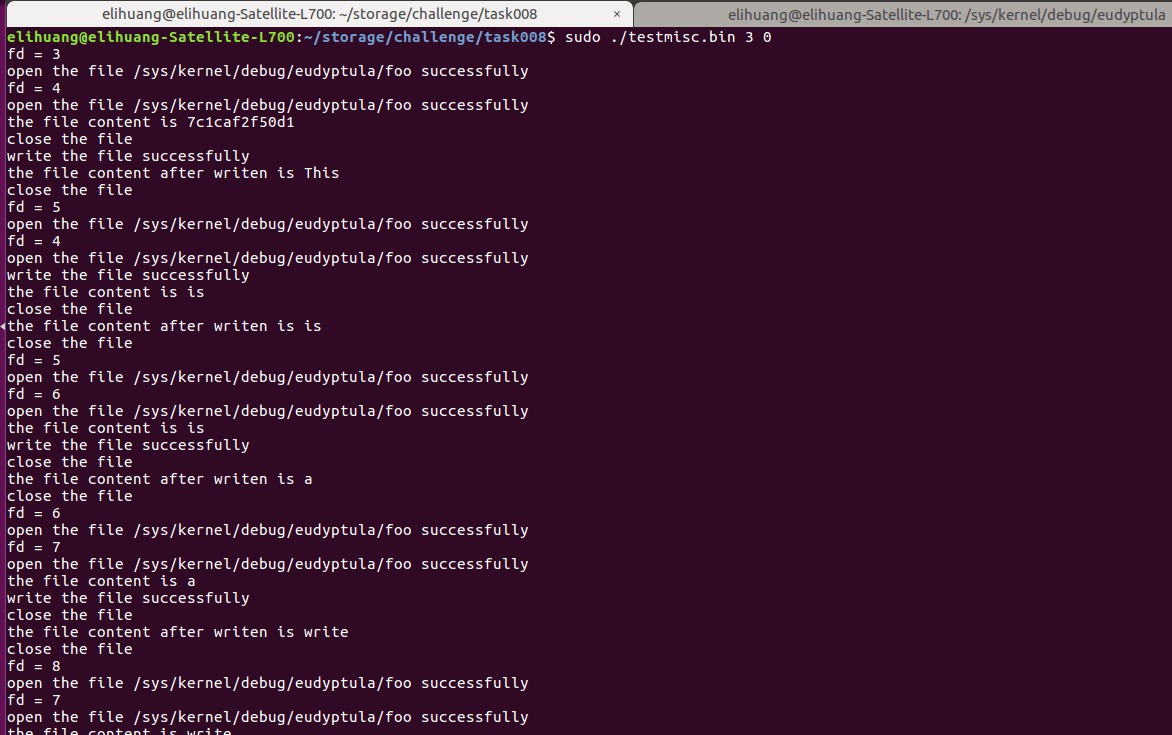 elihuang@elihuang-Satellite-L700: ~/storage/challenge/task008 × elihuang@elihuang-Satellite-L700: /sys/kernel/debug/eudyptula
elihuang@elihuang-Satellite-L700:~/storage/challenge/task008$ sudo ./testmisc.bin 3 0
fd = 3
open the file /sys/kernel/debug/eudyptula/foo successfully
fd = 4
open the file /sys/kernel/debug/eudyptula/foo successfully
the file content is 7c1caf2f50d1
close the file
write the file successfully
the file content after writen is This
close the file
fd = 5
open the file /sys/kernel/debug/eudyptula/foo successfully
fd = 4
open the file /sys/kernel/debug/eudyptula/foo successfully
write the file successfully
the file content is is
close the file
the file content after writen is is
close the file
fd = 5
open the file /sys/kernel/debug/eudyptula/foo successfully
fd = 6
open the file /sys/kernel/debug/eudyptula/foo successfully
the file content is is
write the file successfully
close the file
the file content after writen is a
close the file
fd = 6
open the file /sys/kernel/debug/eudyptula/foo successfully
fd = 7
open the file /sys/kernel/debug/eudyptula/foo successfully
the file content is a
write the file successfully
close the file
the file content after writen is write
close the file
fd = 8
open the file /sys/kernel/debug/eudyptula/foo successfully
fd = 7
open the file /sys/kernel/debug/eudyptula/foo successfully
the file content is write